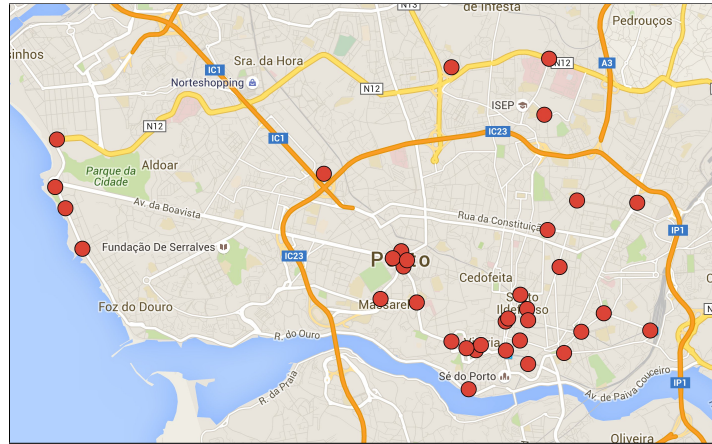 N13
de Infesta
Pedrouços
sinhos
Sra. da Hora
IC1
N12
A3
Norteshopping
N12
ISEP
N12
IC1
IC23
Aldoar
Parque da
Cidade
Av. da Boavista
Rua da Constituição
IP1
Fundação De Serralves
IC23
Cedofeita
Foz do Douro
R. do Ouro
Sé do Porto
R. da Praia
Av. de Paiva Couceiro
IP1
Oliveira